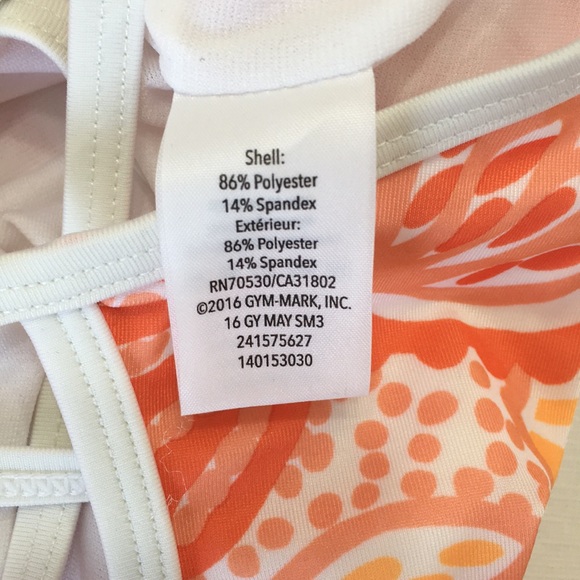 Shell:
86% Polyester
14% Spandex
Extérieur:
86% Polyester
14% Spandex
RN70530/CA31802
©2016 GYM-MARK, INC.
16 GY MAY SM3
241575627
140153030